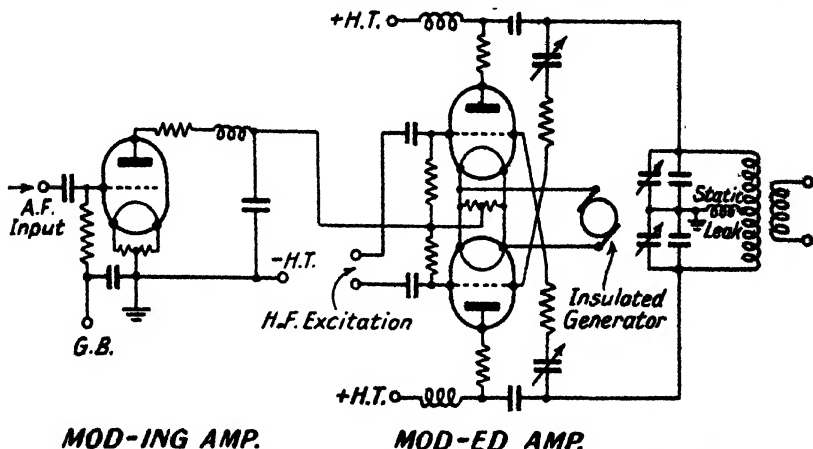 +H.T.
A.F.
Input
G.B.
-H.T.
H.F. Excitation
Static
Leak
Insulated
Generator
+H.T.
MOD-ING AMP.
MOD-ED AMP.